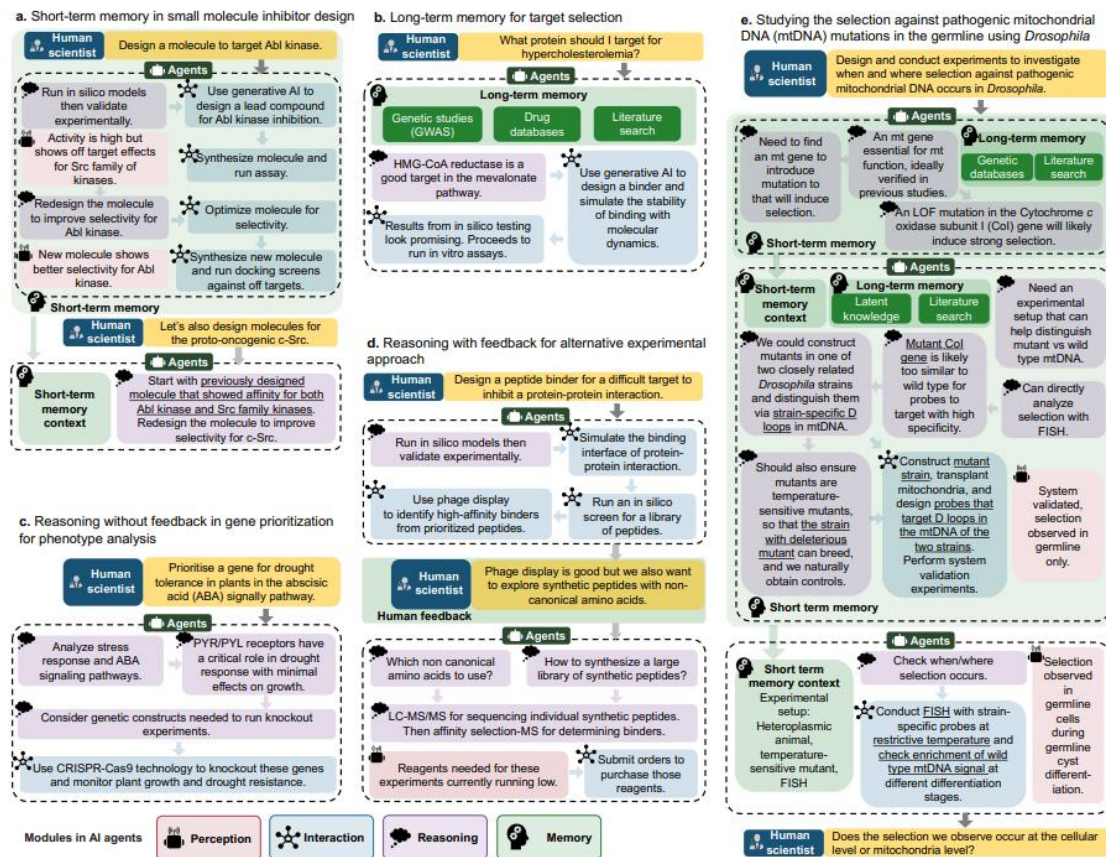 a. Short-term memory in small molecule inhibitor design
Human
scientist
Design a molecule to target Abl kinase.
Agents
Run in silico models
then validate
experimentally.
Use generative AI to
design a lead compound
for Abl kinase inhibition.
Activity is high but
shows off target effects
for Src family of
kinases.
Synthesize molecule and
run assay.
Redesign the molecule
to improve selectivity for
Abl kinase.
Optimize molecule for
selectivity.
New molecule shows
better selectivity for Abl
kinase.
Synthesize new molecule
and run docking screens
against off targets.
Short-term memory
Human
scientist
Let's also design molecules for
the proto-oncogenic c-Src.
Agents
Short-term
memory
context
Start with previously designed
molecule that showed affinity for both
Abl kinase and Src family kinases.
Redesign the molecule to improve
selectivity for c-Src.
c. Reasoning without feedback in gene prioritization
for phenotype analysis
Human
scientist
Prioritise a gene for drought
tolerance in plants in the abscisic
acid (ABA) signally pathway.
Agents
Analyze stress
response and ABA
signaling pathways.
PYR/PYL receptors have
a critical role in drought
response with minimal
effects on growth.
Consider genetic constructs needed to run knockout
experiments.
Use CRISPR-Cas9 technology to knockout these genes
and monitor plant growth and drought resistance.
b. Long-term memory for target selection
Human
scientist
What protein should I target for
hypercholesterolemia?
Agents
Long-term memory
Genetic studies
(GWAS)
Drug
databases
Literature
search
HMG-CoA reductase is a
good target in the mevalonate
pathway.
Use generative AI to
design a binder and
simulate the stability
of binding with
molecular dynamics.
Results from in silico testing
look promising. Proceeds to
run in vitro assays.
d. Reasoning with feedback for alternative experimental
approach
Human
scientist
Design a peptide binder for a difficult target to
inhibit a protein-protein interaction.
Agents
Run in silico models then
validate experimentally.
Simulate the binding
interface of protein-
protein interaction.
Use phage display
to identify high-affinity binders
from prioritized peptides.
Run an in silico
screen for a library
of peptides.
Human
scientist
Phage display is good but we also want
to explore synthetic peptides with non-
canonical amino acids.
Human feedback
Agents
Which non canonical
amino acids to use?
How to synthesize a large
library of synthetic peptides?
LC-MS/MS for sequencing individual synthetic peptides.
Then affinity selection-MS for determining binders.
Reagents needed for these
experiments currently running low.
Submit orders to
purchase those
reagents.
e. Studying the selection against pathogenic mitochondrial
DNA (mtDNA) mutations in the germline using Drosophila
Human
scientist
Design and conduct experiments to investigate
when and where selection against pathogenic
mitochondrial DNA occurs in Drosophila.
Agents
Need to find
an mt gene to
introduce
mutation to
that will induce
selection.
An mt gene
essential for mt
function, ideally
verified in
previous studies.
Long-term memory
Genetic
databases
Literature
search
An LOF mutation in the Cytochrome c
oxidase subunit I (CoI) gene will likely
induce strong selection.
Short-term memory
Agents
Short-term
memory
context
Long-term memory
Latent
knowledge
Literature
search
Need an
experimental
setup that can
help distinguish
mutant vs wild
type mtDNA.
We could construct
mutants in one of
two closely related
Drosophila strains
and distinguish them
via strain-specific D
loops in mtDNA.
Mutant CoI
gene is likely
too similar to
wild type for
probes to
target with high
specificity.
Can directly
analyze
selection with
FISH.
Should also ensure
mutants are
temperature-
sensitive mutants,
so that the strain
with deleterious
mutant can breed,
and we naturally
obtain controls.
Construct mutant
strain, transplant
mitochondria, and
design probes that
target D loops in
the mtDNA of the
two strains.
Perform system
validation
experiments.
System
validated,
selection
observed in
germline
only.
Short term memory
Agents
Short term
memory context
Experimental
setup:
Heteroplasmic
animal,
temperature-
sensitive mutant,
FISH
Check when/where
selection occurs.
Conduct FISH with strain-
specific probes at
restrictive temperature and
check enrichment of wild
type mtDNA signal at
different differentiation
stages.
Selection
observed
in
germline
cells
during
germline
cyst
different-
iation.
Human
scientist
Does the selection we observe occur at the cellular
level or mitochondria level?
Modules in AI agents
Perception
Interaction
Reasoning
Memory